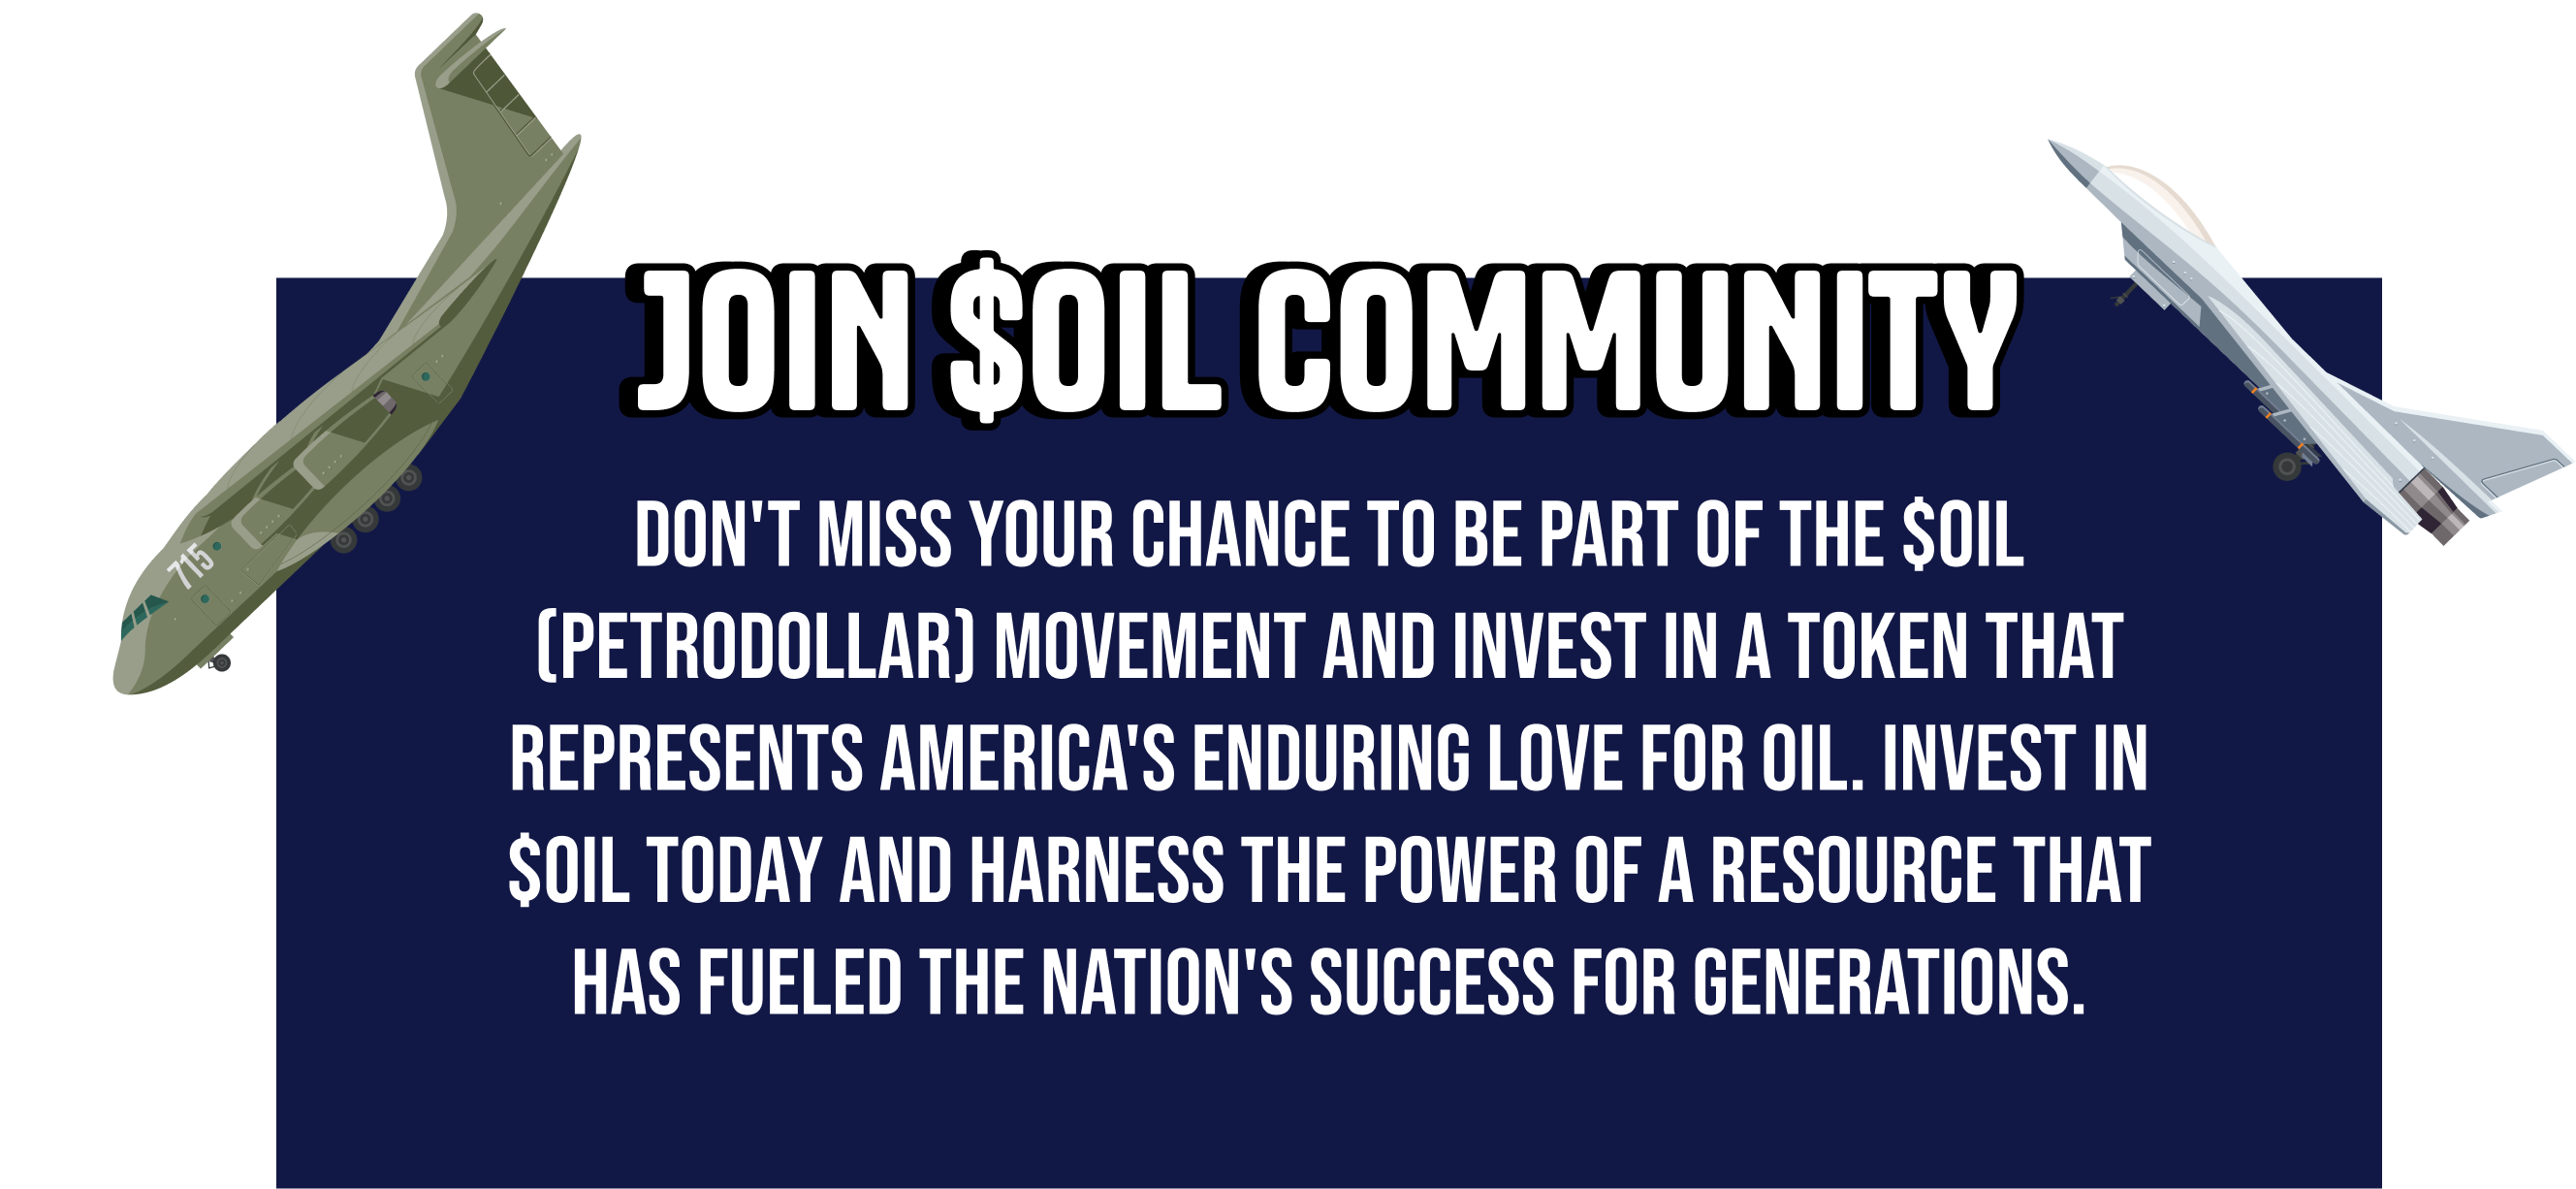 JOIN $OIL COMMUNITY
DON'T MISS YOUR CHANCE TO BE PART OF THE $OIL
(PETRODOLLAR) MOVEMENT AND INVEST IN A TOKEN THAT
REPRESENTS AMERICA'S ENDURING LOVE FOR OIL. INVEST IN
$OIL TODAY AND HARNESS THE POWER OF A RESOURCE THAT
HAS FUELED THE NATION'S SUCCESS FOR GENERATIONS.
715